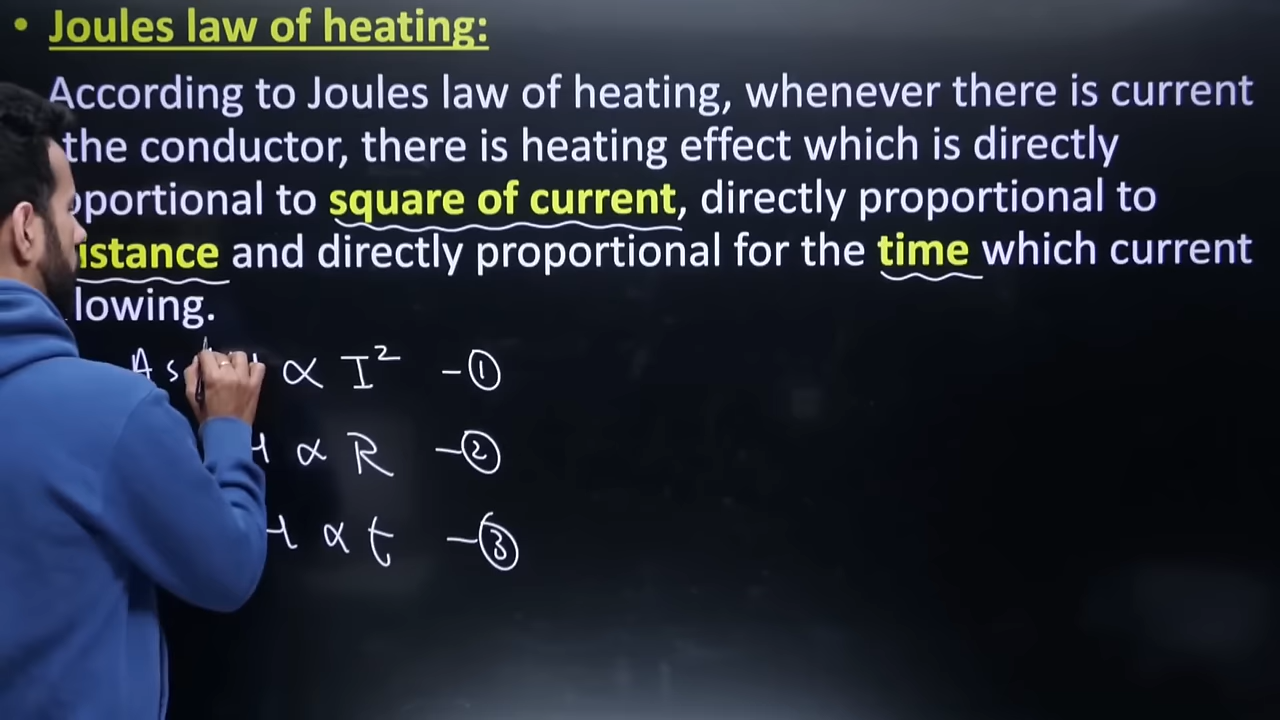 • Joules law of heating:
According to Joules law of heating, whenever there is current
the conductor, there is heating effect which is directly
portional to square of current, directly proportional to
istance and directly proportional for the time which current
lowing.
As ∝ I² -①
∝ R -②
∝ t -③